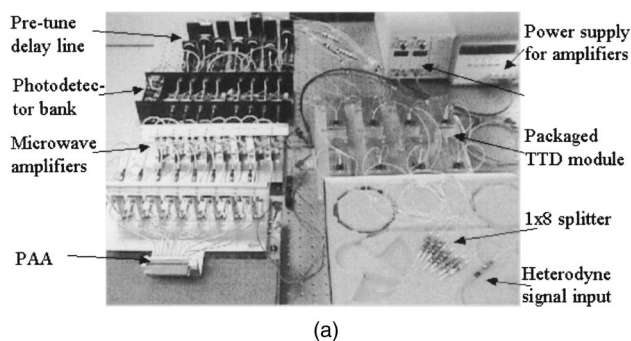 Pre-tune
delay line
Photodetec-
tor bank
Microwave
amplifiers
PAA
Power supply
for amplifiers
Packaged
TTD module
1x8 splitter
Heterodyne
signal input
(a)